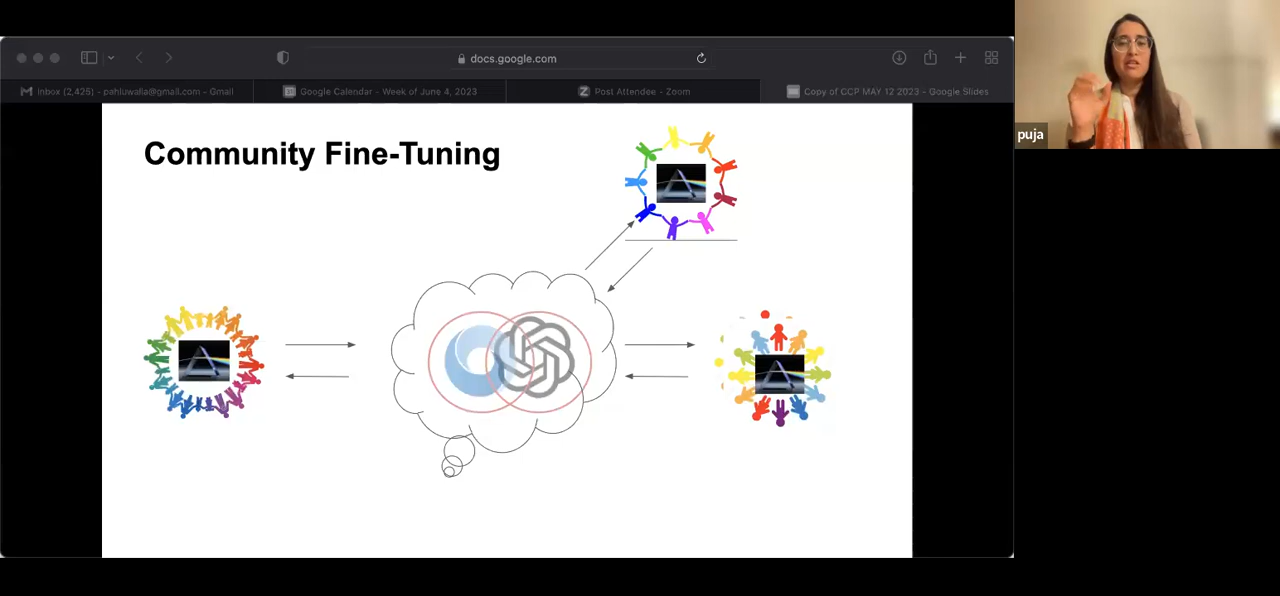 docs.google.com
Inbox (2,425) - pahlowalla@gmail.com - Gmail
Google Calendar - Week of June 4, 2023
Post Attendee - Zoom
Copy of CCP MAY 12 2023 - Google Slides
puja
Community Fine-Tuning